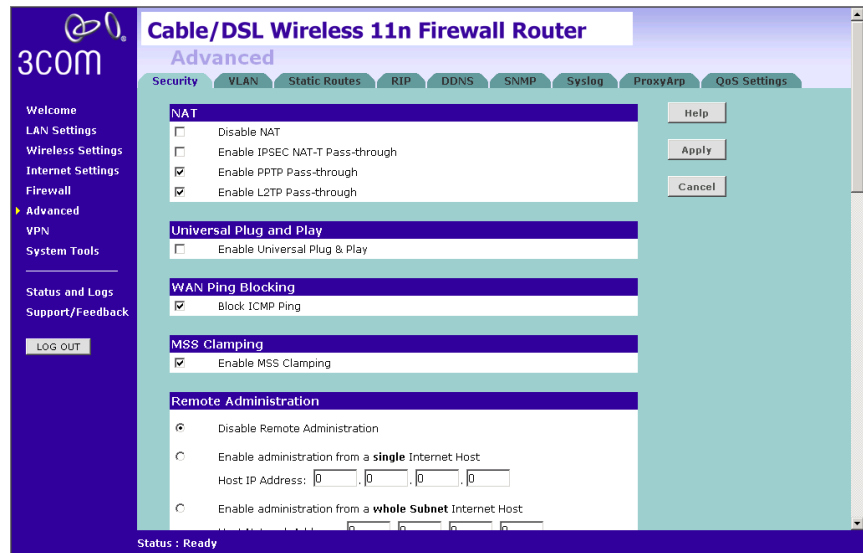 3COM
Cable/DSL Wireless 11n Firewall Router
Advanced
Security VLAN Static Routes RIP DDNS SNMP Syslog ProxyArp QoS Settings
Welcome
LAN Settings
Wireless Settings
Internet Settings
Firewall
Advanced
VPN
System Tools
Status and Logs
Support/Feedback
LOG OUT
NAT
Disable NAT
Enable IPSEC NAT-T Pass-through
Enable PPTP Pass-through
Enable L2TP Pass-through
Universal Plug and Play
Enable Universal Plug & Play
WAN Ping Blocking
Block ICMP Ping
MSS Clamping
Enable MSS Clamping
Remote Administration
Disable Remote Administration
Enable administration from a single Internet Host
Host IP Address: 0 . 0 . 0 . 0
Enable administration from a whole Subnet Internet Host
Help
Apply
Cancel
Status : Ready